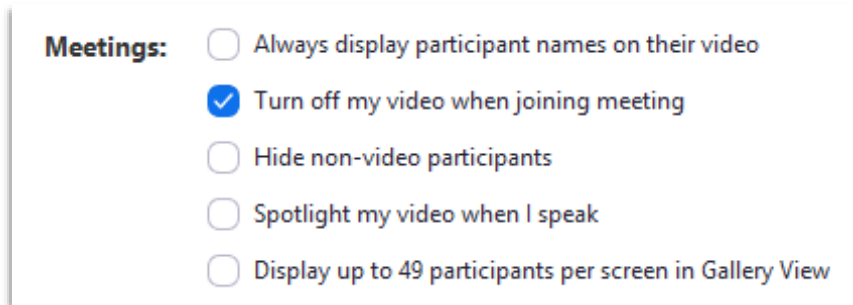 Meetings: Always display participant names on their video
Turn off my video when joining meeting
Hide non-video participants
Spotlight my video when I speak
Display up to 49 participants per screen in Gallery View